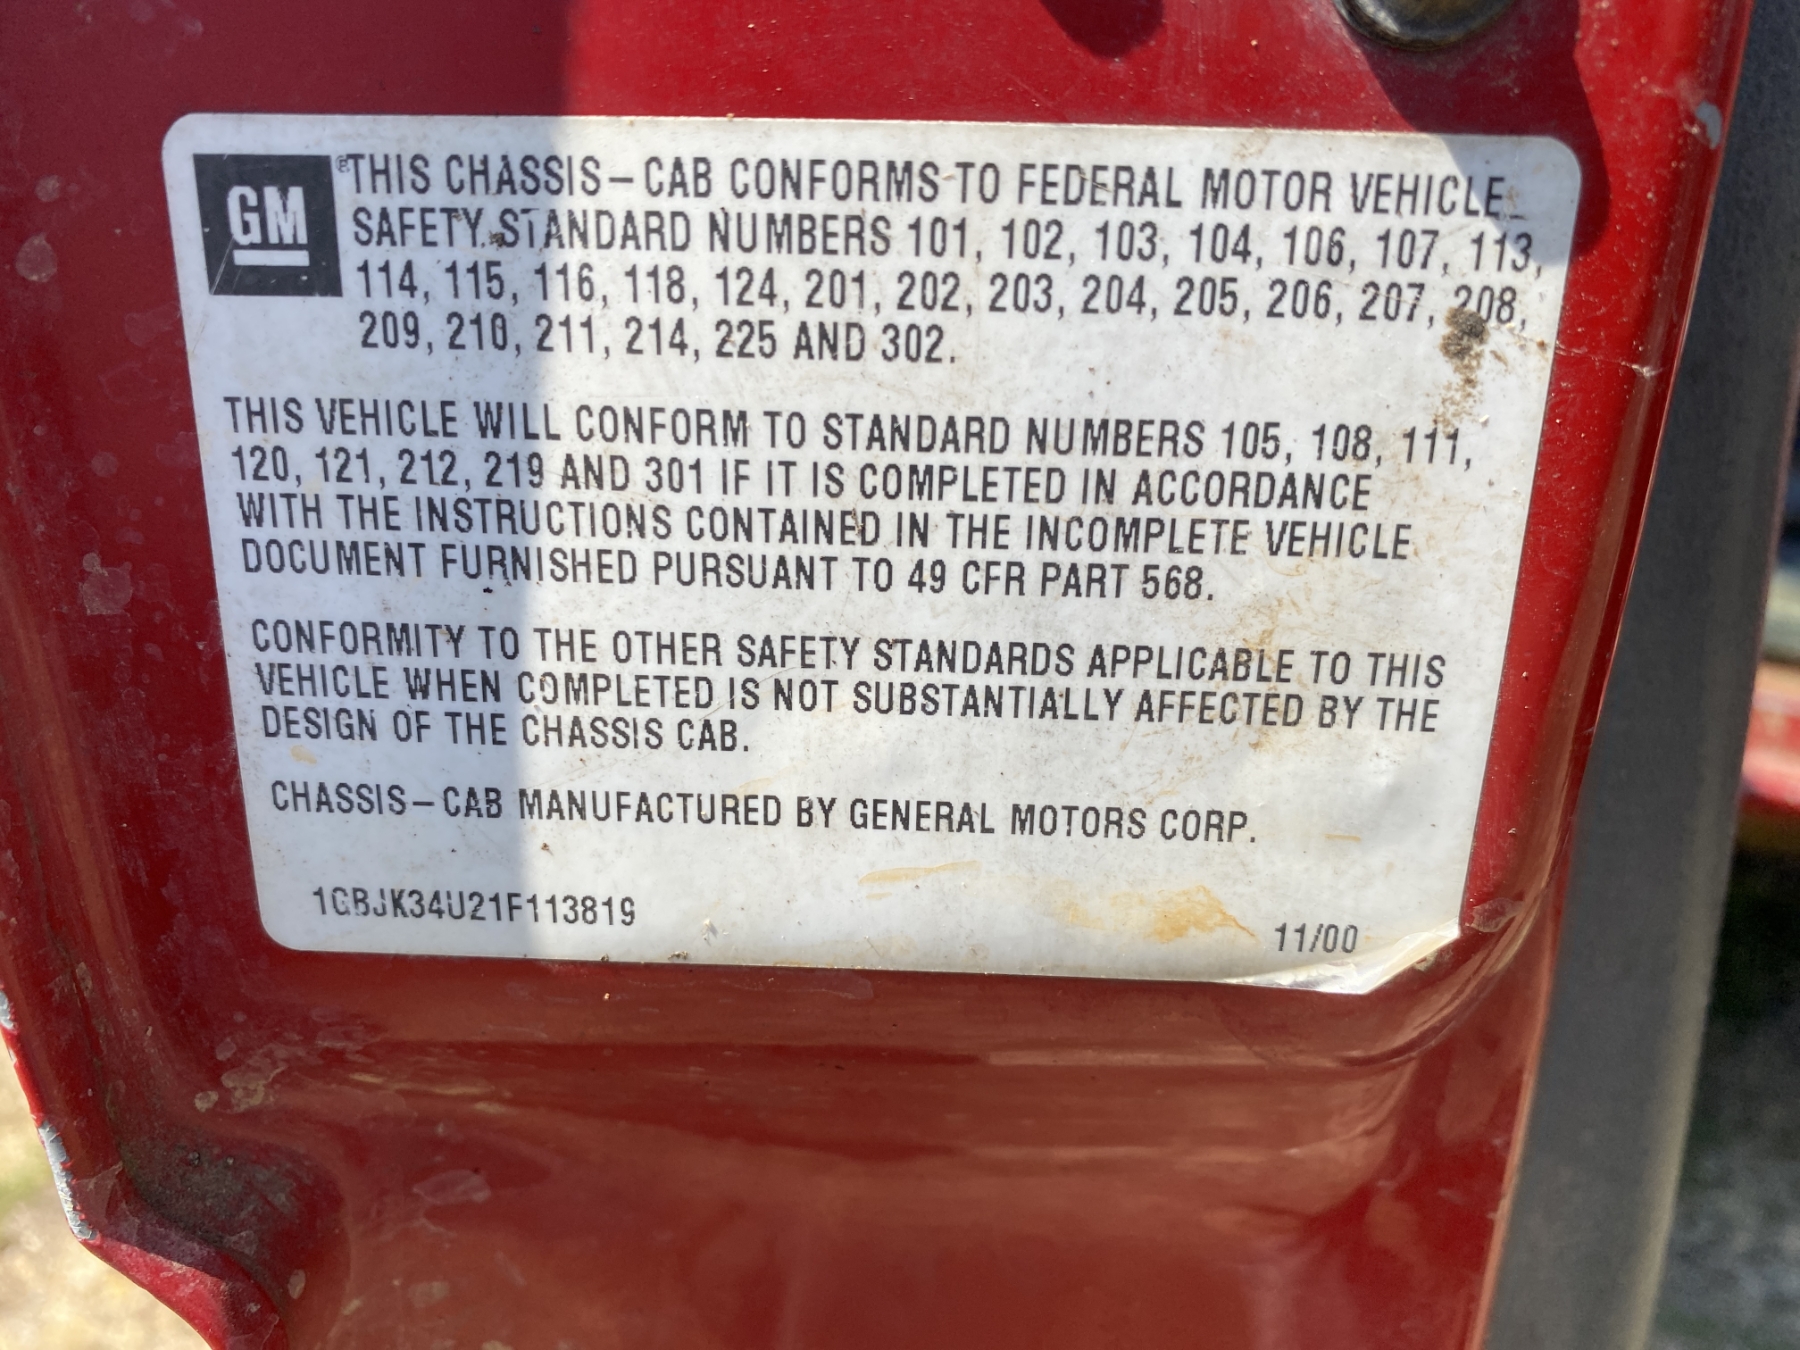 GM
®THIS CHASSIS-CAB CONFORMS TO FEDERAL MOTOR VEHICLE
SAFETY STANDARD NUMBERS 101, 102, 103, 104, 106, 107, 113,
114, 115, 116, 118, 124, 201, 202, 203, 204, 205, 206, 207, 208,
209, 210, 211, 214, 225 AND 302.
THIS VEHICLE WILL CONFORM TO STANDARD NUMBERS 105, 108, 111,
120, 121, 212, 219 AND 301 IF IT IS COMPLETED IN ACCORDANCE
WITH THE INSTRUCTIONS CONTAINED IN THE INCOMPLETE VEHICLE
DOCUMENT FURNISHED PURSUANT TO 49 CFR PART 568.
CONFORMITY TO THE OTHER SAFETY STANDARDS APPLICABLE TO THIS
VEHICLE WHEN COMPLETED IS NOT SUBSTANTIALLY AFFECTED BY THE
DESIGN OF THE CHASSIS CAB.
CHASSIS-CAB MANUFACTURED BY GENERAL MOTORS CORP.
1GBJK34U21F113819
11/00